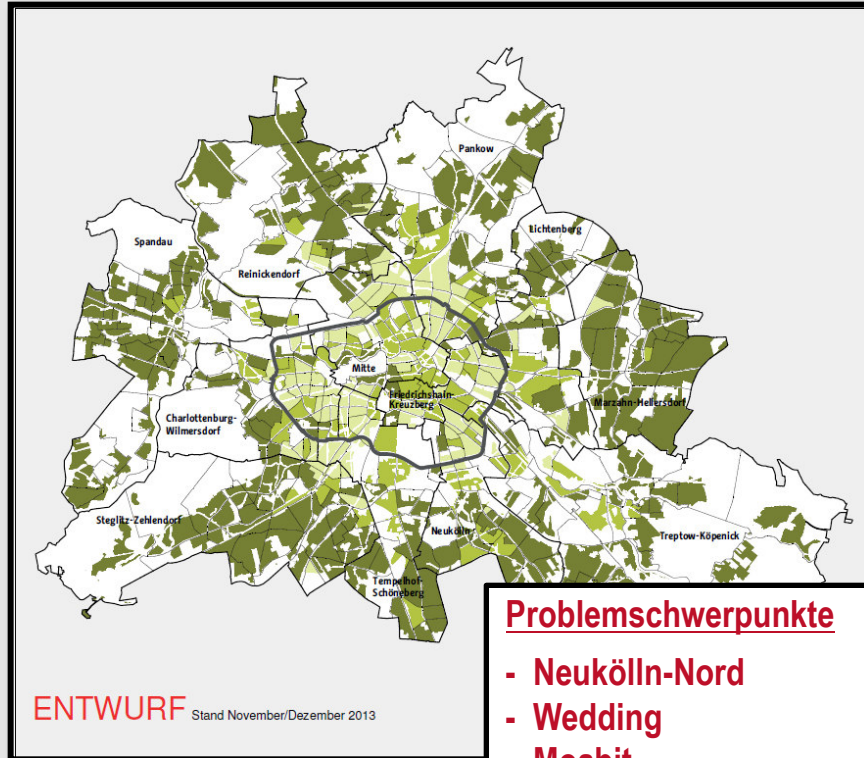 Pankow
Lichtenberg
Spandau
Reinickendorf
Mitte
Friedrichshain-
Kreuzberg
Marzahn-Hellersdorf
Charlottenburg-
Wilmersdorf
Steglitz-Zehlendorf
Neukölln
Treptow-Köpenick
Tempelhof-
Schöneberg
ENTWURF Stand November/Dezember 2013
Problemschwerpunkte
- Neukölln-Nord
- Wedding
- Moabit